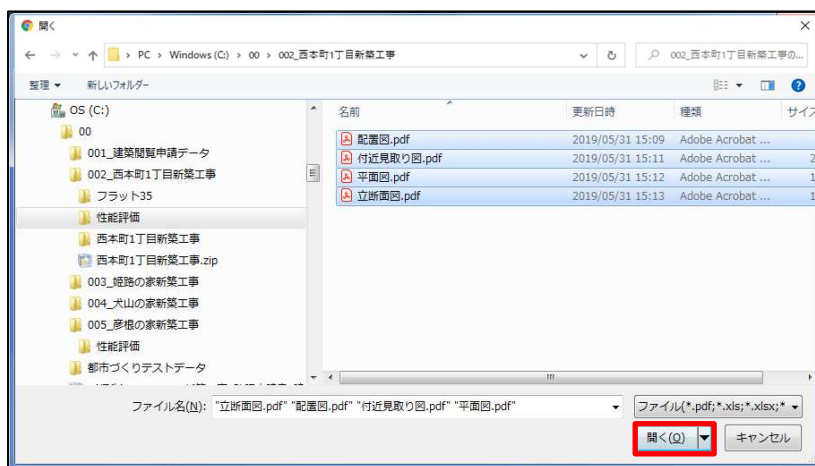 開く
PC › Windows (C:) › 00 › 002_西本町1丁目新築工事
002_西本町1丁目新築工事の...
整理 新しいフォルダー
OS (C:)
00
001_建築閲覧申請データ
002_西本町1丁目新築工事
フラット35
性能評価
西本町1丁目新築工事
西本町1丁目新築工事.zip
003_姫路の家新築工事
004_犬山の家新築工事
005_彦根の家新築工事
性能評価
都市づくりテストデータ
名前 更新日時 種類 サイズ
配置図.pdf 2019/05/31 15:09 Adobe Acrobat ...
付近見取り図.pdf 2019/05/31 15:11 Adobe Acrobat ... 2
平面図.pdf 2019/05/31 15:12 Adobe Acrobat ... 1
立断面図.pdf 2019/05/31 15:13 Adobe Acrobat ... 1
ファイル名(N): "立断面図.pdf" "配置図.pdf" "付近見取り図.pdf" "平面図.pdf"
ファイル(*.pdf;*.xls;*.xlsx;*
開く(O) キャンセル